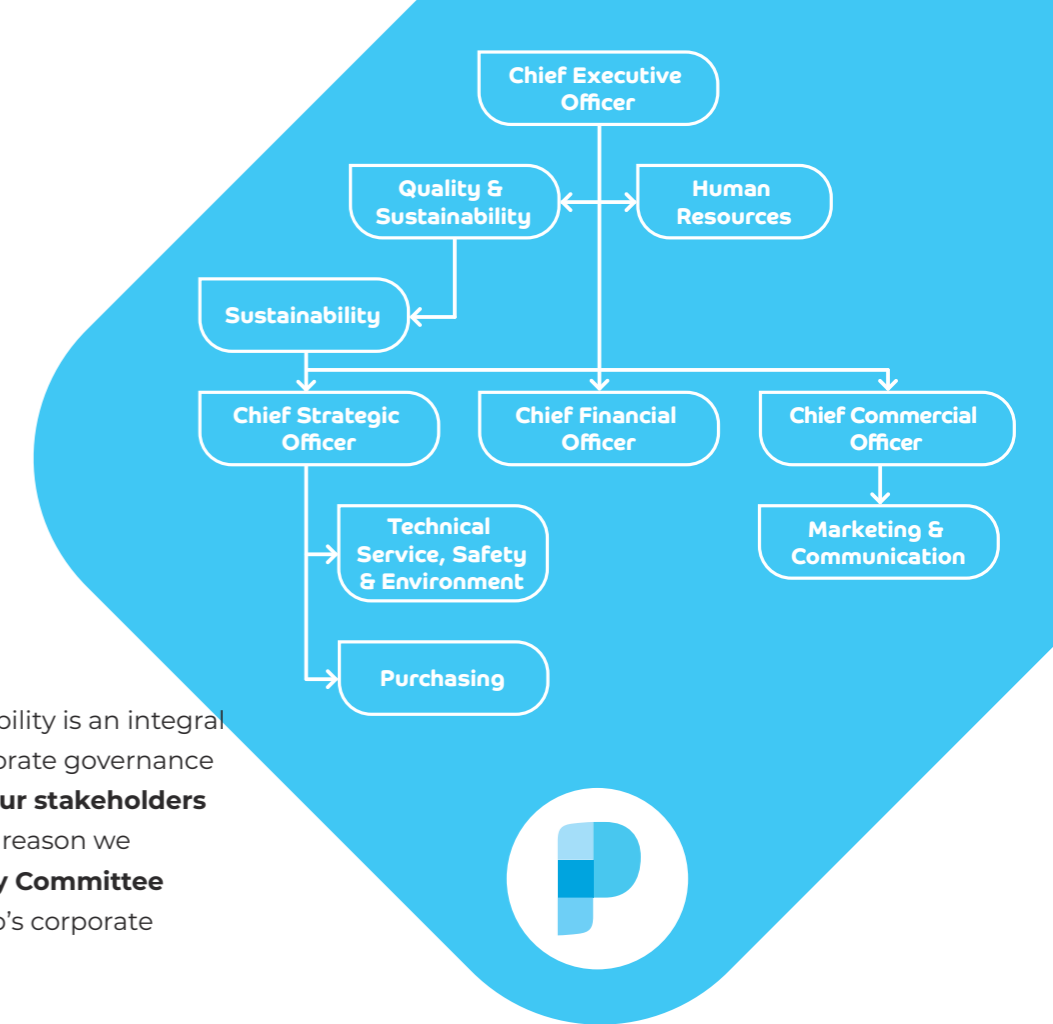 Chief Executive
Officer
Quality &
Sustainability
Human
Resources
Sustainability
Chief Strategic
Officer
Chief Financial
Officer
Chief Commercial
Officer
Technical
Service, Safety
& Environment
Marketing &
Communication
Purchasing
bility is an integral
orate governance
ur stakeholders
reason we
y Committee
o's corporate
P